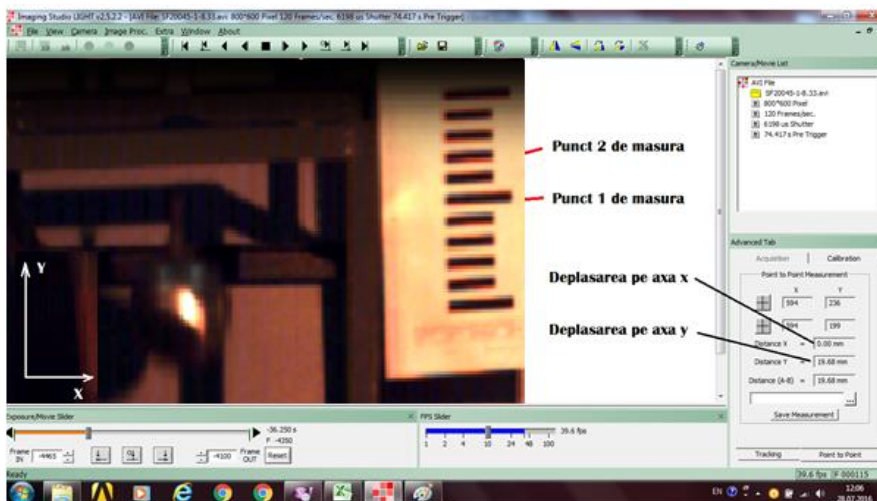 Imaging Studio LIGHT v2.5.2.2 - [AVI File: SF20045-1-8.33.avi 800*600 Pixel 120 Frames/sec. 6198 us Shutter 74.417 s Pre Trigger]
File View Camera Image Proc. Extra Window About
Camera/Movie List
AVI File
SF20045-1-8.33.avi
800*600 Pixel
120 Frames/sec.
6198 us Shutter
74.417 s Pre Trigger
Punct 2 de masura
Punct 1 de masura
Deplasarea pe axa x
Deplasarea pe axa y
Y
X
Advanced Tab
Acquisition Calibration
Point to Point Measurement
X Y
594 236
594 199
Distance X = 0.00 mm
Distance Y = 19.68 mm
Distance (A-B) = 19.68 mm
...
Save Measurement
Tracking Point to Point
Exposure/Movie Slider
-36.250 s
F -4350
Frame IN -4465
-4100 Frame OUT Reset
FPS Slider
39.6 fps
1 2 4 10 24 48 100
Ready
39.6 fps F 000115
EN
12:06
28.07.2016